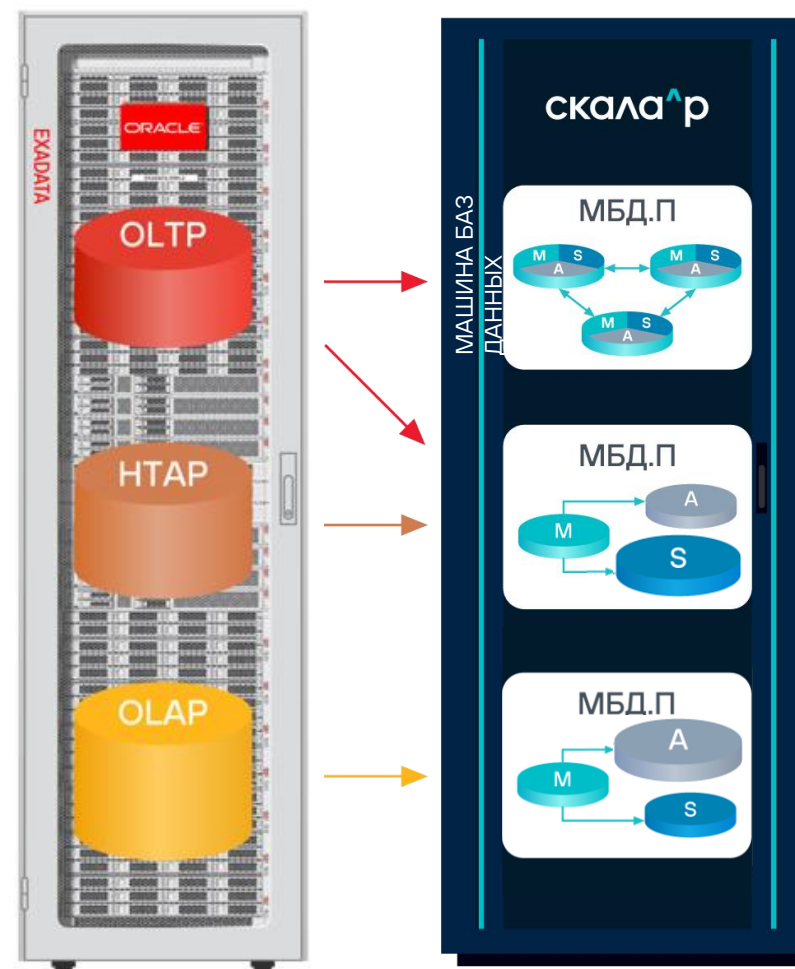 EXADATA
ORACLE
OLTP
HTAP
OLAP
скала^р
МАШИНА БАЗ
ДАННЫХ
МБД.П
M S
A
M S
A
M S
A
МБД.П
A
M
S
МБД.П
A
M
S